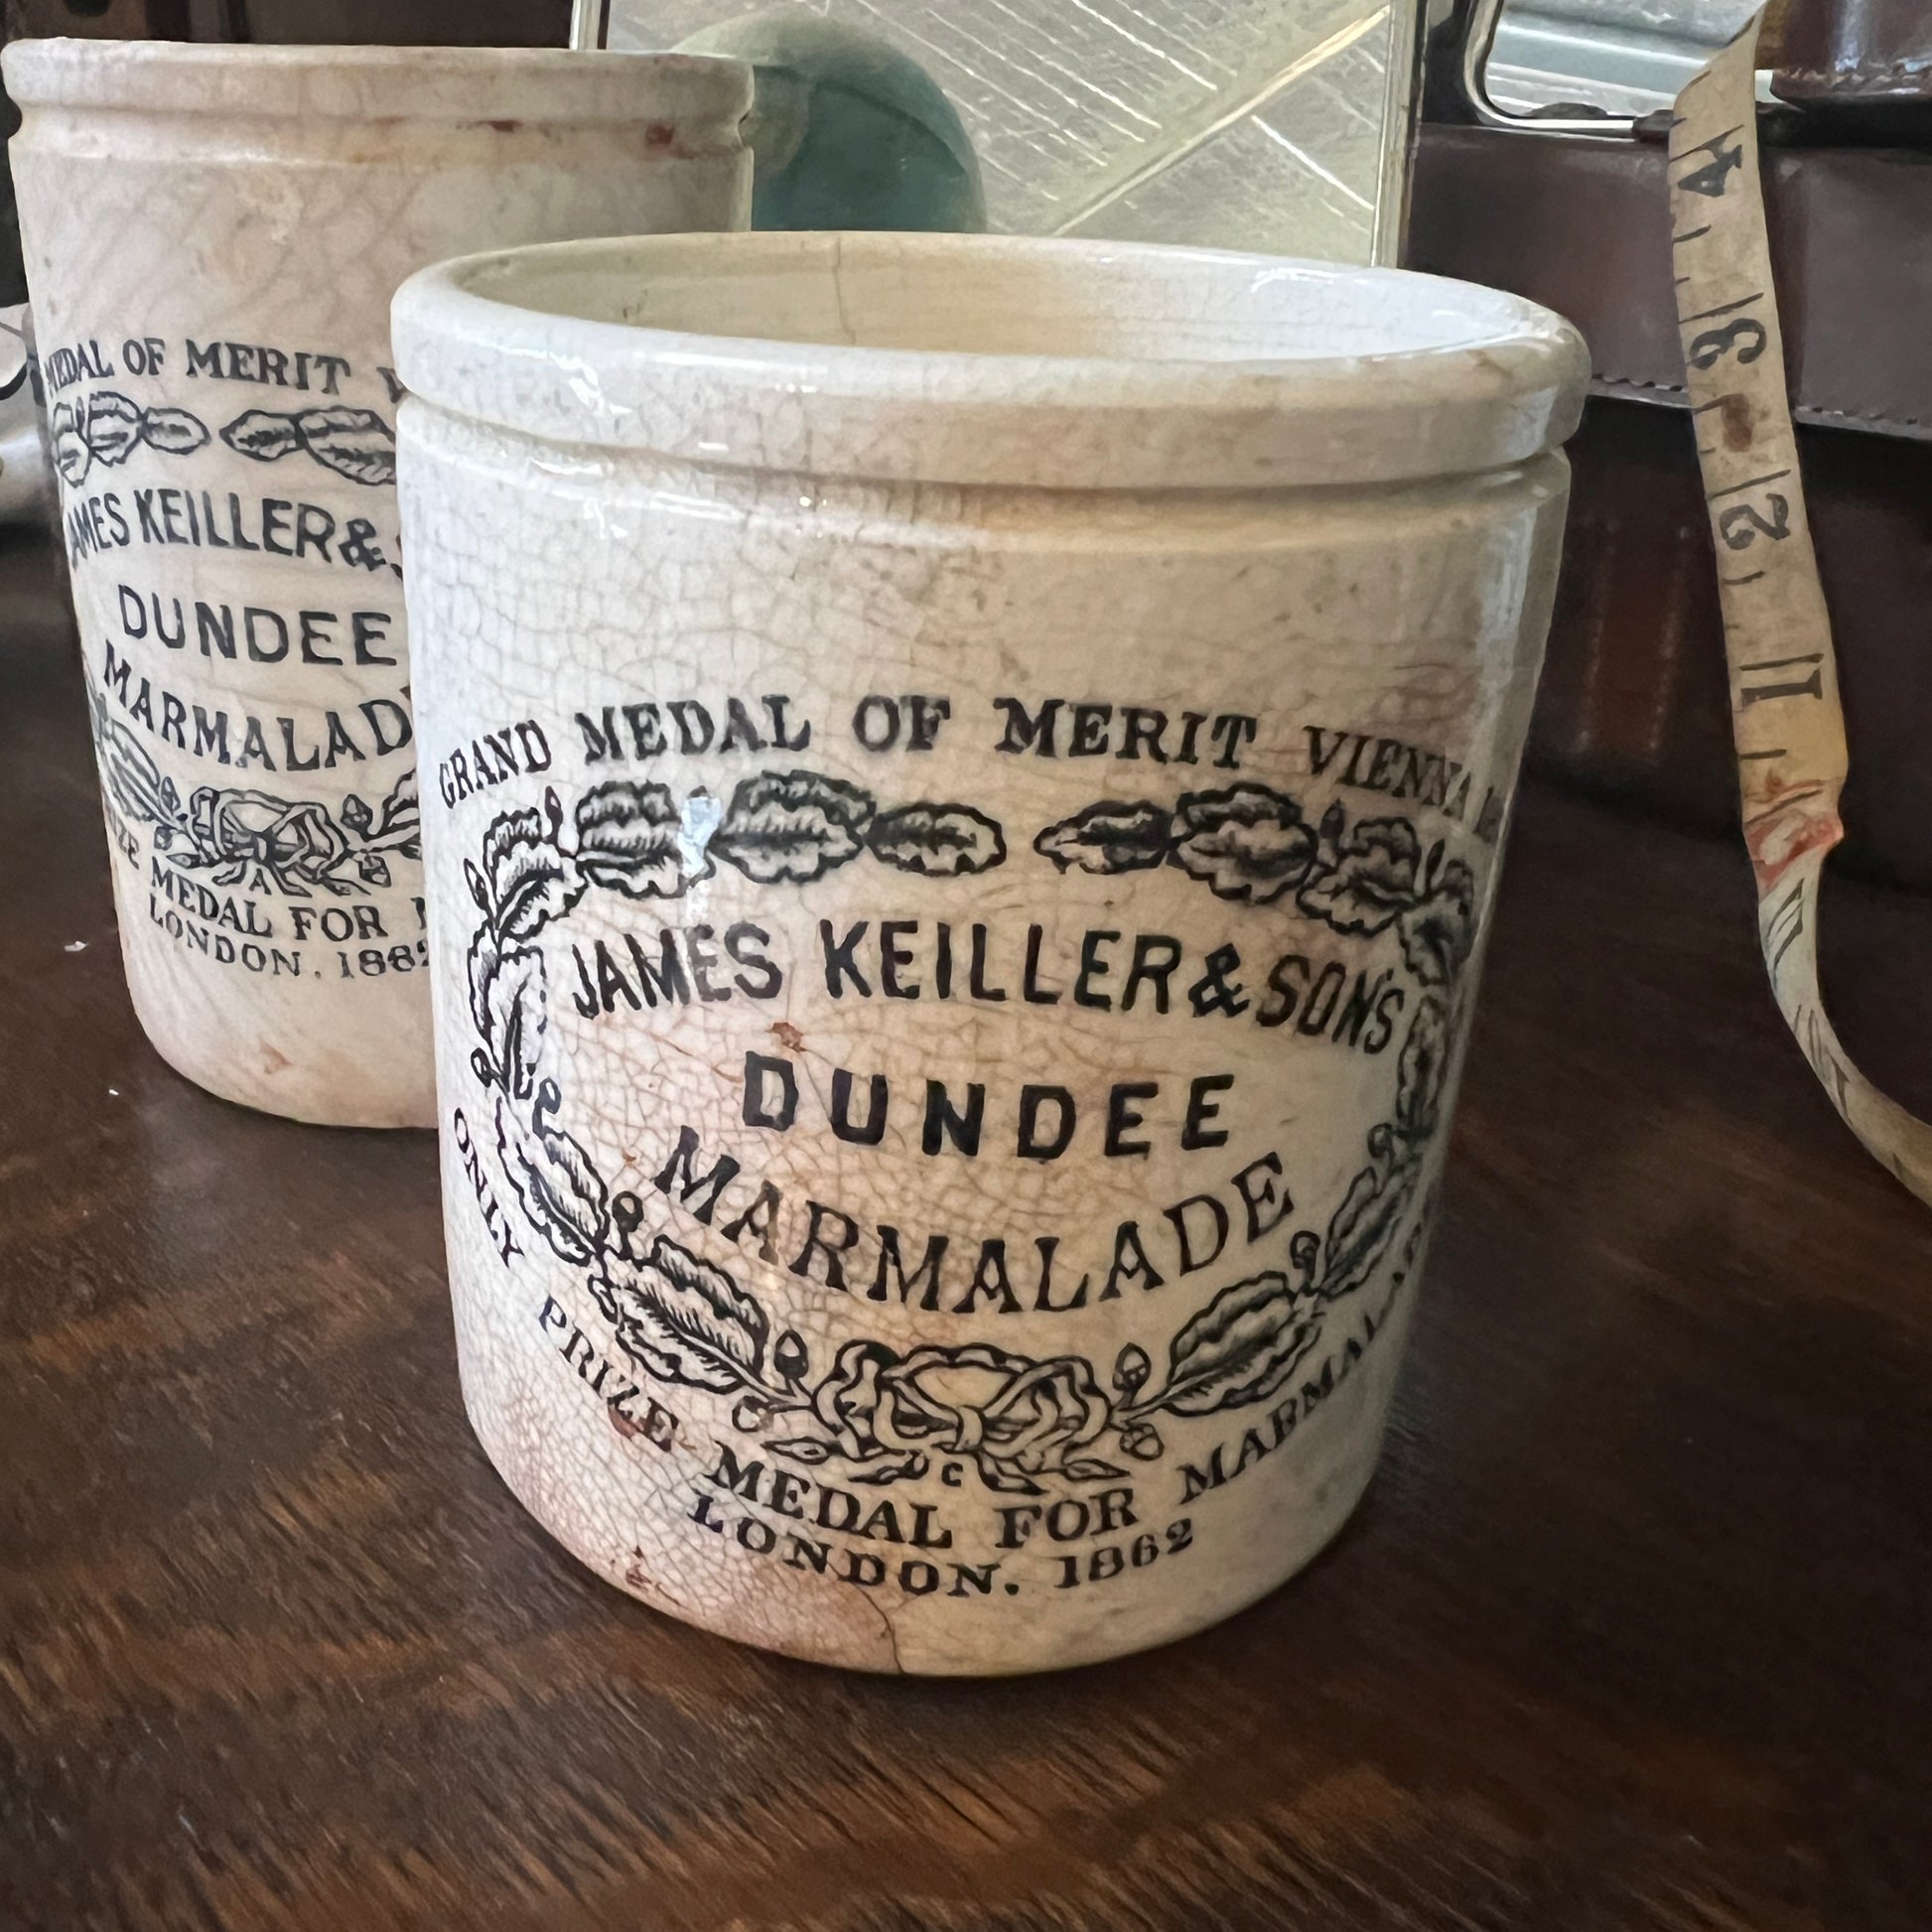 MEDAL OF MERIT
JAMES KEILLER &
DUNDEE
MARMALAD
MEDAL FOR
LONDON. 1862
A
GRAND MEDAL OF MERIT VIENNA
JAMES KEILLER & SONS
DUNDEE
MARMALADE
ONLY PRIZE MEDAL FOR MARMALADE
LONDON. 1862
C
4
3
2
1